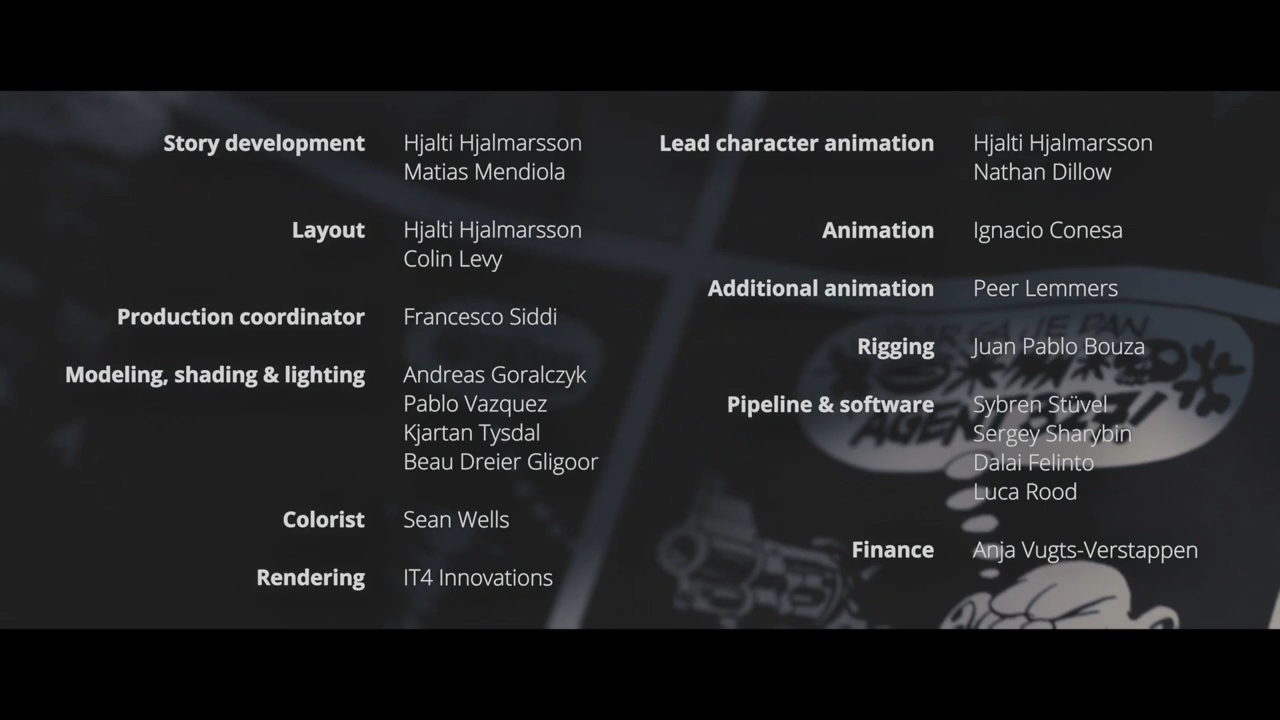 Story development Hjalti Hjalmarsson
Matias Mendiola
Layout Hjalti Hjalmarsson
Colin Levy
Production coordinator Francesco Siddi
Modeling, shading & lighting Andreas Goralczyk
Pablo Vazquez
Kjartan Tysdal
Beau Dreier Gligoor
Colorist Sean Wells
Rendering IT4 Innovations
Lead character animation Hjalti Hjalmarsson
Nathan Dillow
Animation Ignacio Conesa
Additional animation Peer Lemmers
Rigging Juan Pablo Bouza
Pipeline & software Sybren Stüvel
Sergey Sharybin
Dalai Felinto
Luca Rood
Finance Anja Vugts-Verstappen
JE PAN